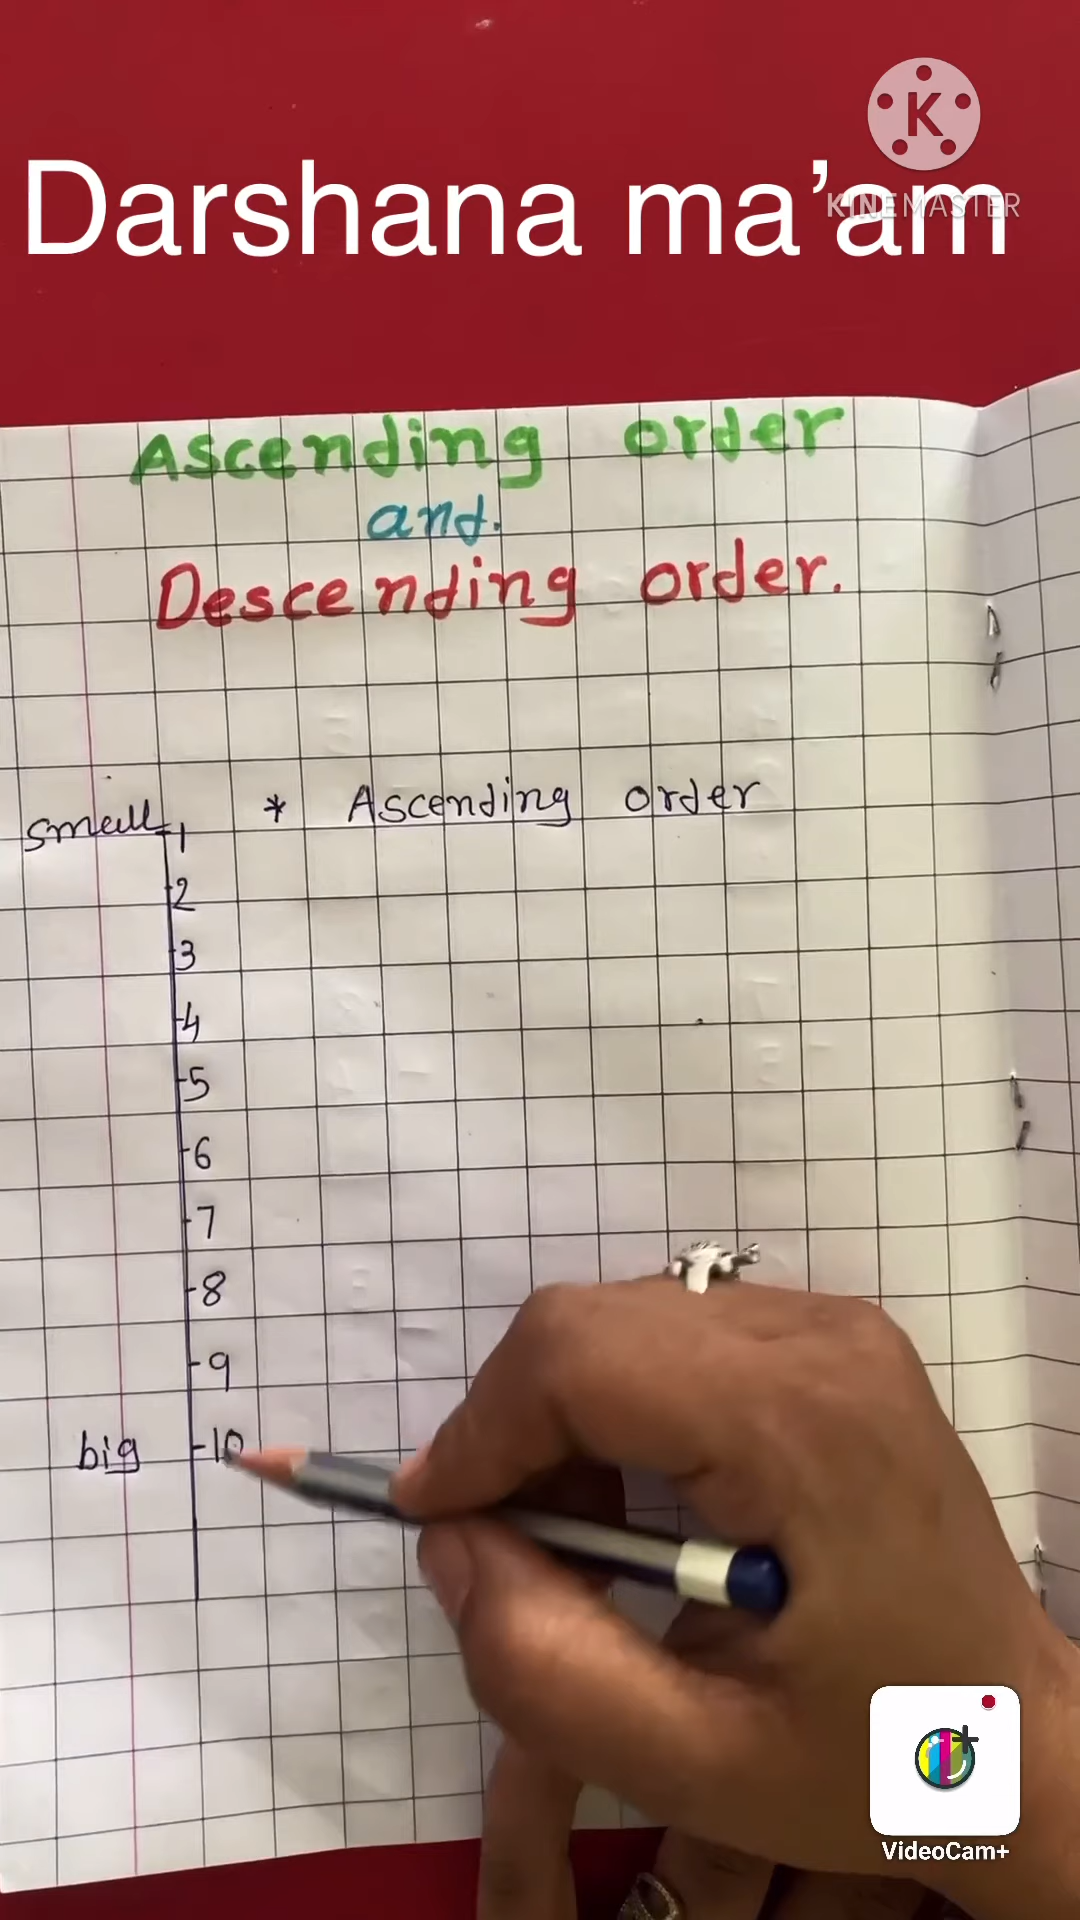 K
KINEMASTER
Darshana ma’am
Ascending order
and.
Descending order.
* Ascending order
small 1
2
3
4
5
6
7
8
9
big 10
VideoCam+